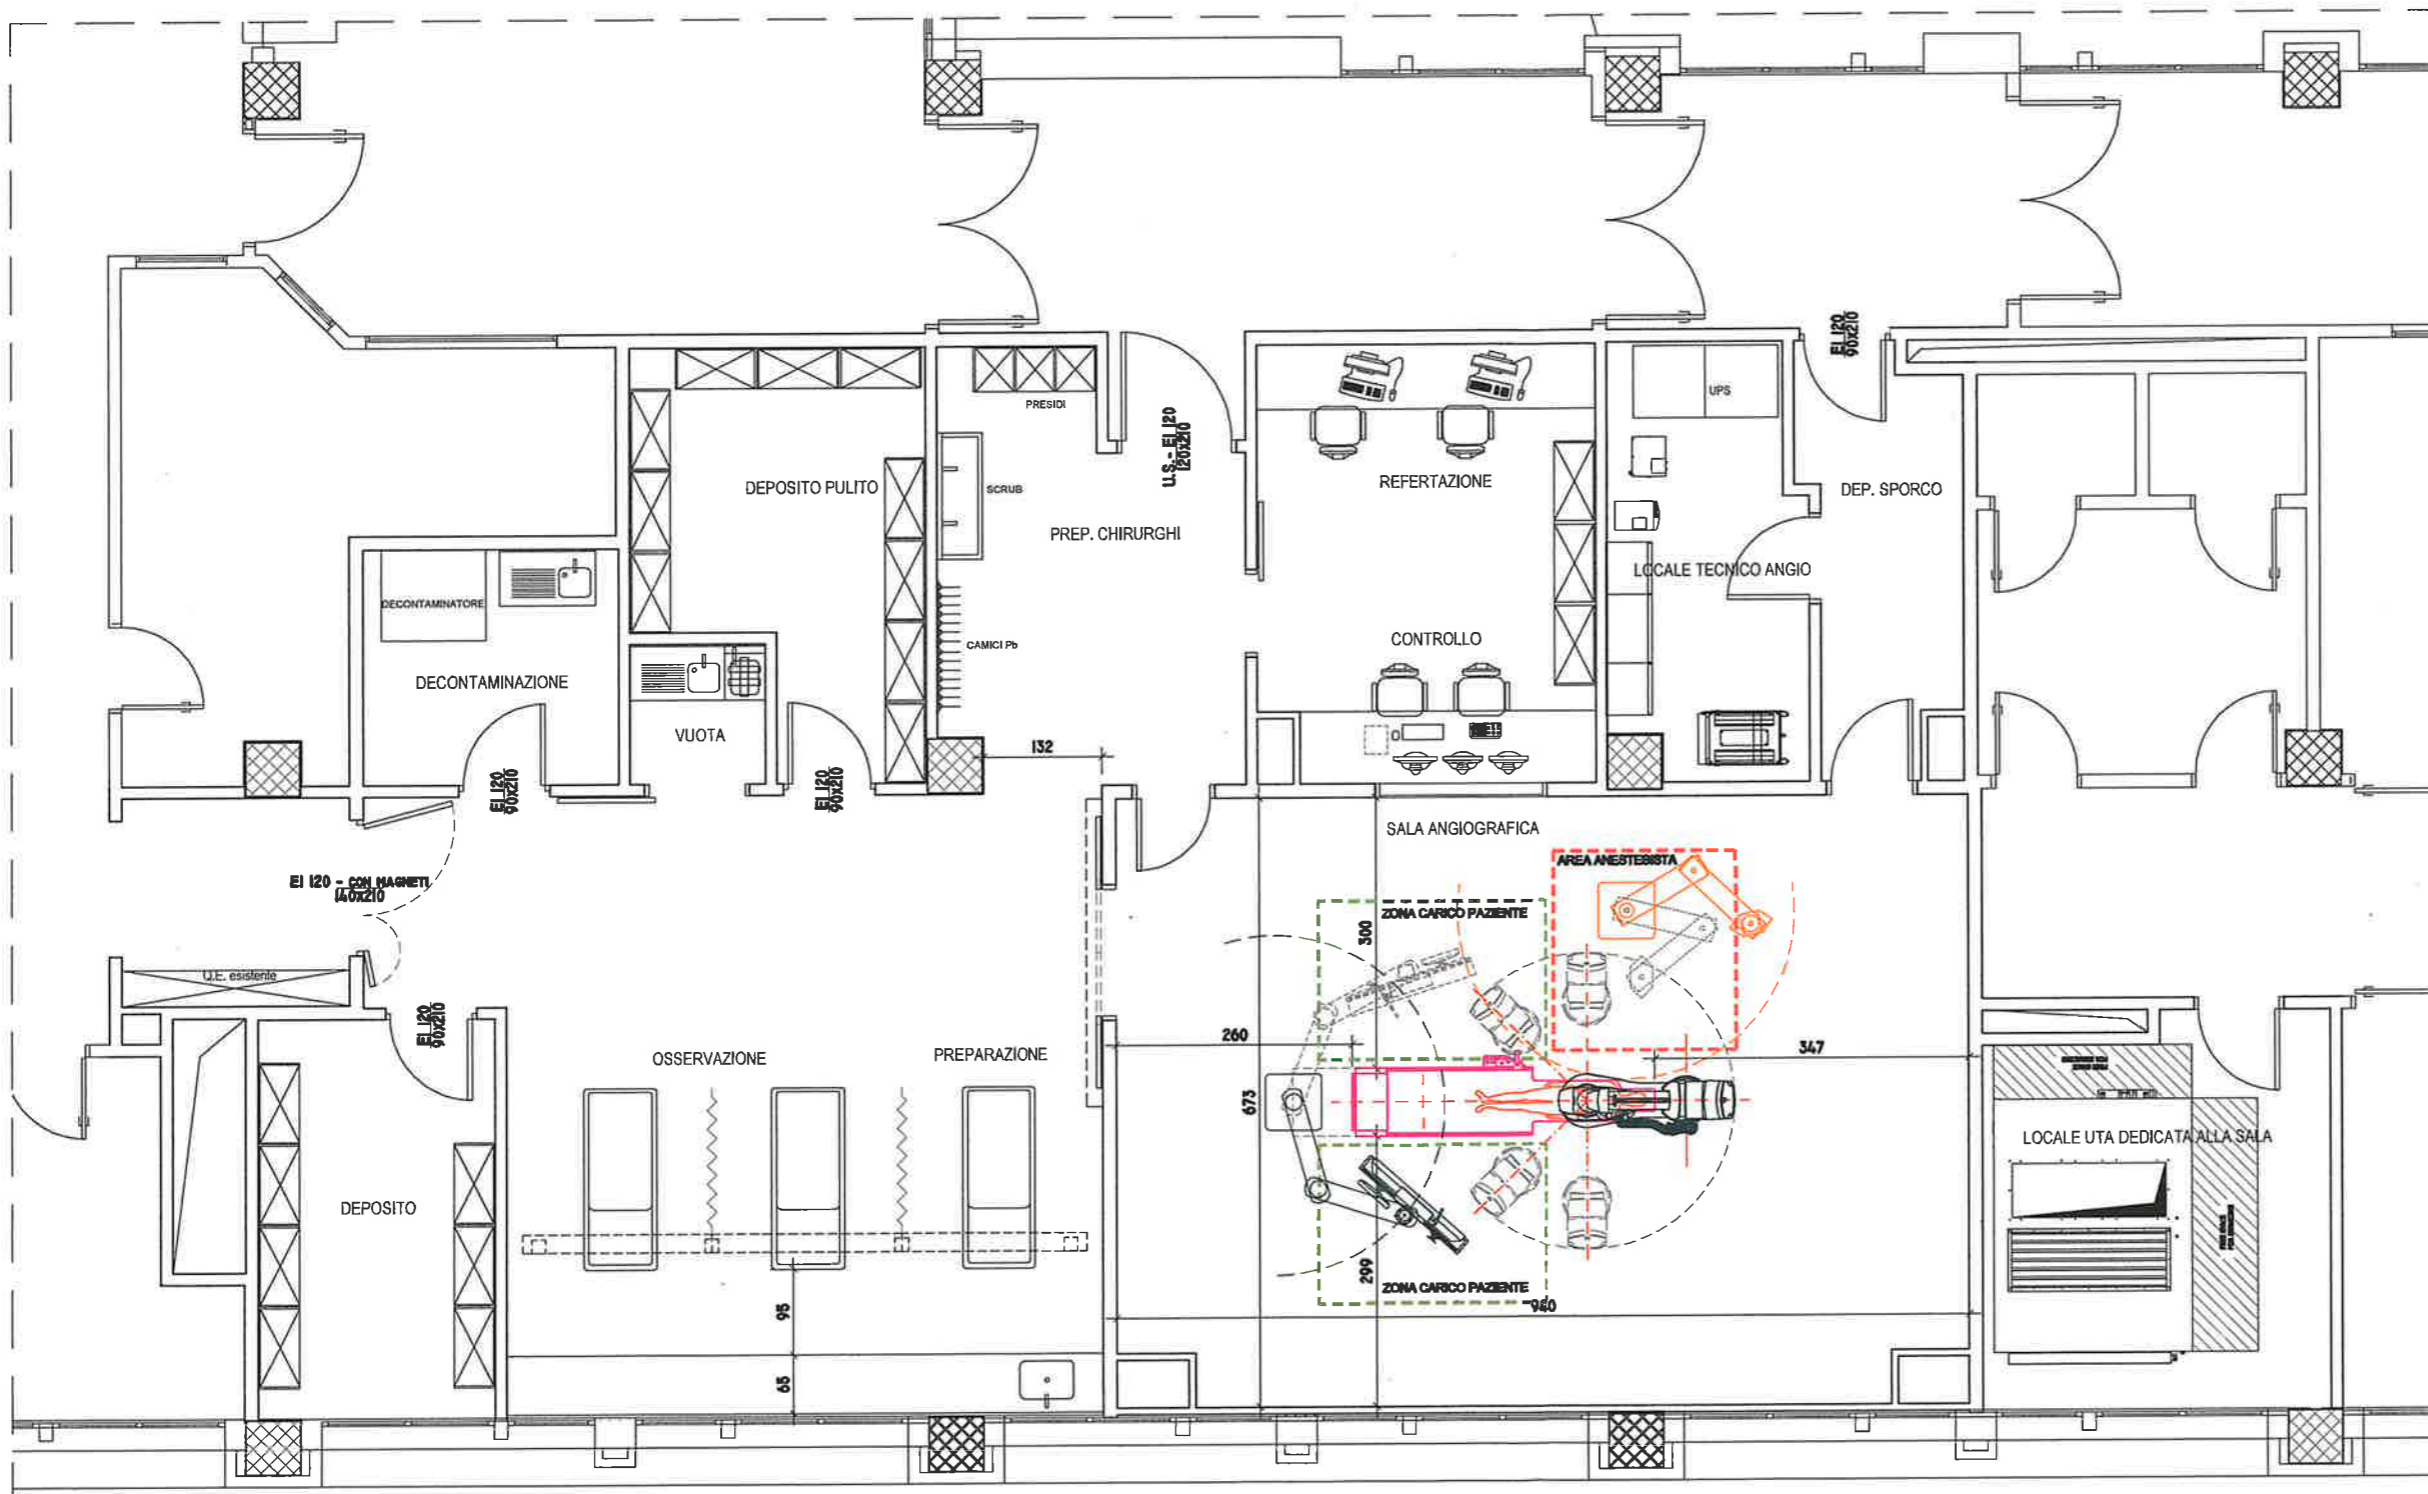 EI 120
90x210
UPS
PRESIDI
U.S.- EI 120
120x210
REFERTAZIONE
DEPOSITO PULITO
SCRUB
DEP. SPORCO
PREP. CHIRURGHI
LOCALE TECNICO ANGIO
DECONTAMINATORE
CONTROLLO
CAMICI Pb
DECONTAMINAZIONE
VUOTA
132
EI 120
90x210
EI 120
90x210
SALA ANGIOGRAFICA
AREA ANESTESISTA
EI 120 - CON MAGNETI
140x210
ZONA CARICO PAZIENTE
300
Q.E. esistente
EI 120
90x210
260
347
OSSERVAZIONE
PREPARAZIONE
673
LOCALE UTA DEDICATA ALLA SALA
DEPOSITO
299
ZONA CARICO PAZIENTE
940
95
65